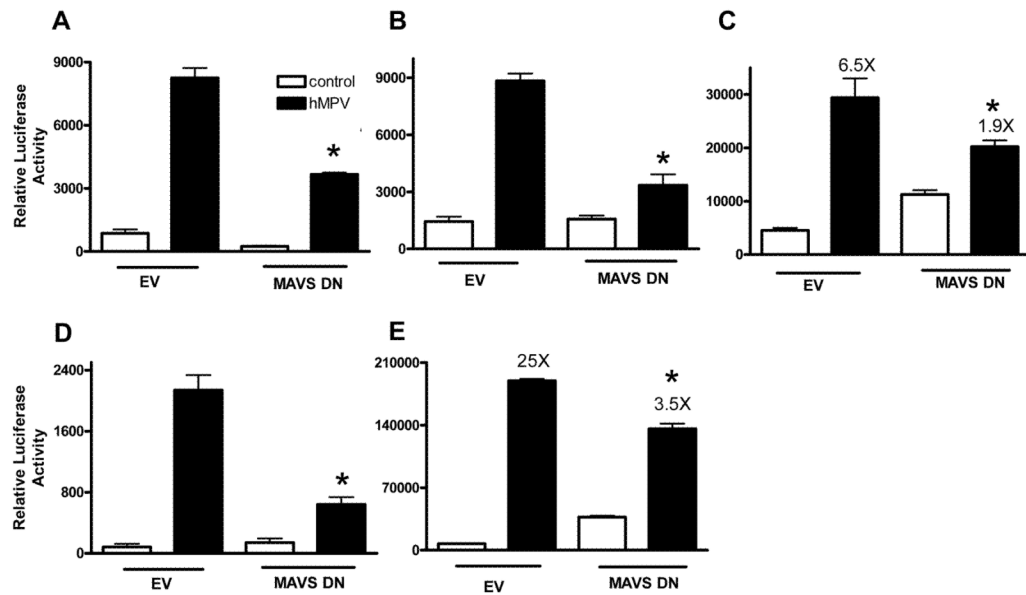 A
Relative Luciferase
Activity
9000
6000
3000
0
control
hMPV
*
EV
MAVS DN
B
9000
6000
3000
0
*
EV
MAVS DN
C
30000
20000
10000
0
6.5X
*
1.9X
EV
MAVS DN
D
Relative Luciferase
Activity
2400
1600
800
0
*
EV
MAVS DN
E
210000
140000
70000
0
25X
*
3.5X
EV
MAVS DN